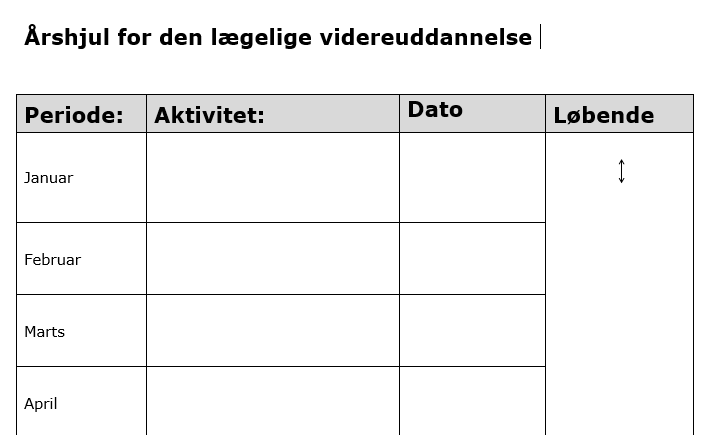 Årshjul for den lægelige videreuddannelse
Periode: Aktivitet: Dato Løbende
Januar
Februar
Marts
April